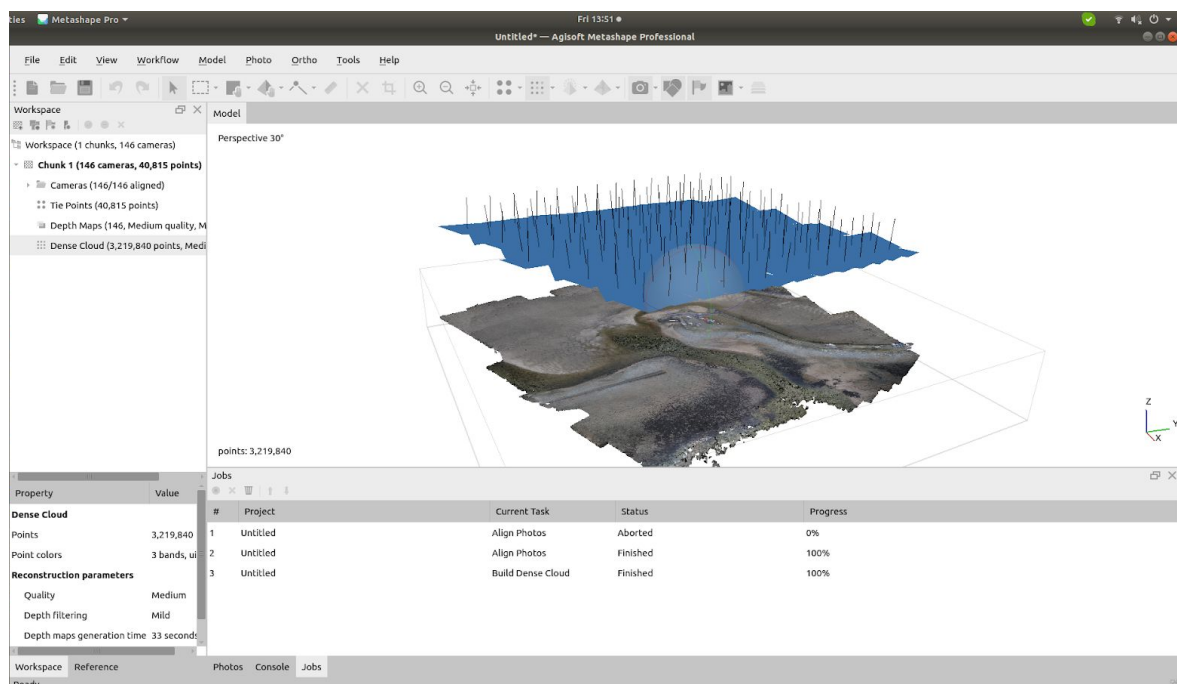 ties Metashape Pro Fri 13:51
Untitled* — Agisoft Metashape Professional
File Edit View Workflow Model Photo Ortho Tools Help
Workspace
Workspace (1 chunks, 146 cameras)
Chunk 1 (146 cameras, 40,815 points)
Cameras (146/146 aligned)
Tie Points (40,815 points)
Depth Maps (146, Medium quality, M
Dense Cloud (3,219,840 points, Medi
Model
Perspective 30°
Z
Y
X
points: 3,219,840
Property Value
Dense Cloud
Points 3,219,840
Point colors 3 bands, ui
Reconstruction parameters
Quality Medium
Depth filtering Mild
Depth maps generation time 33 seconds
Jobs
# Project Current Task Status Progress
1 Untitled Align Photos Aborted 0%
2 Untitled Align Photos Finished 100%
3 Untitled Build Dense Cloud Finished 100%
Workspace Reference Photos Console Jobs
Ready